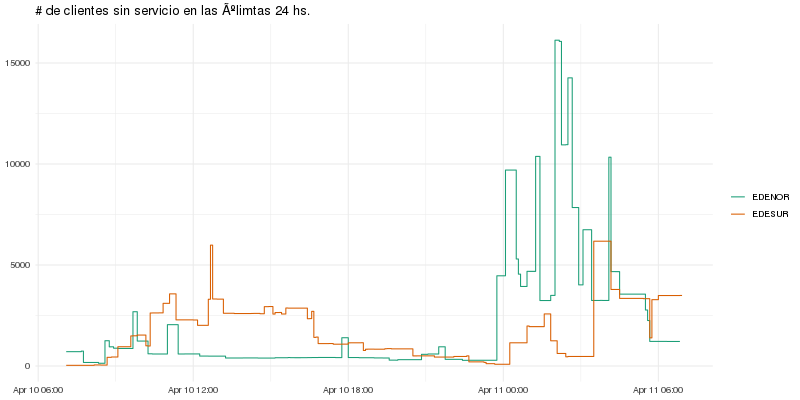 # de clientes sin servicio en las Ãºlimtas 24 hs.
15000
10000
5000
0
Apr 10 06:00
Apr 10 12:00
Apr 10 18:00
Apr 11 00:00
Apr 11 06:00
EDENOR
EDESUR